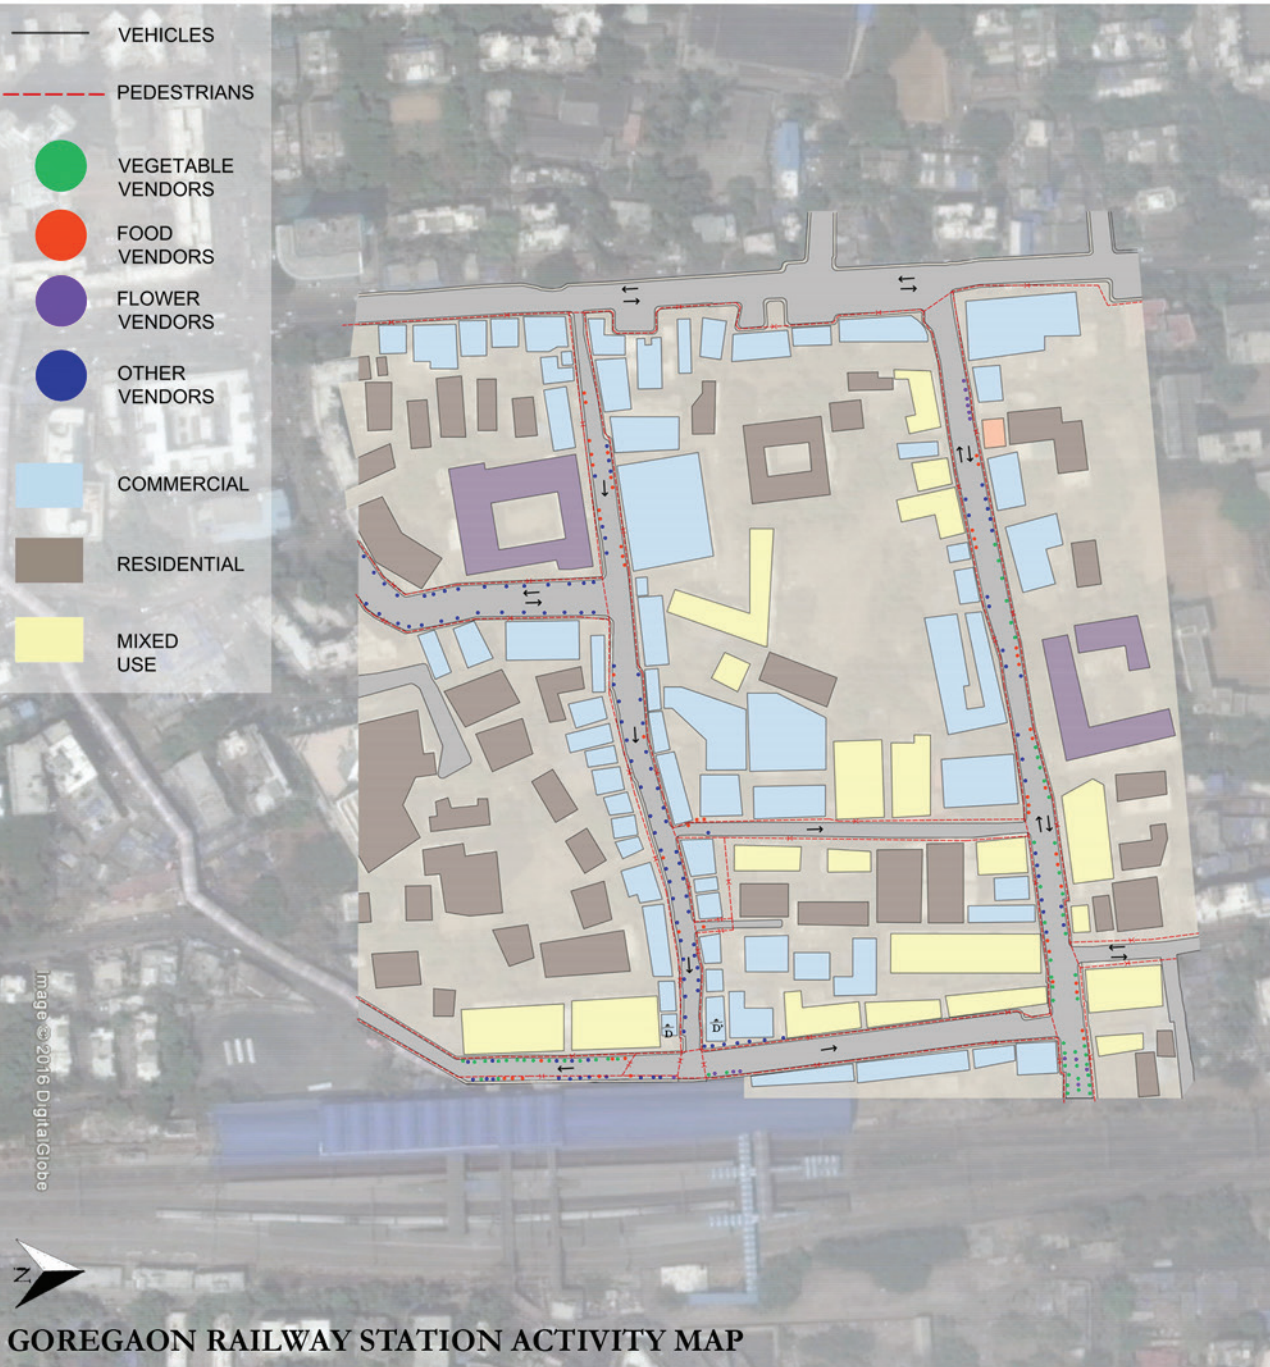 VEHICLES
PEDESTRIANS
VEGETABLE
VENDORS
FOOD
VENDORS
FLOWER
VENDORS
OTHER
VENDORS
COMMERCIAL
RESIDENTIAL
MIXED
USE
D
D'
Image © 2016 DigitalGlobe
N
GOREGAON RAILWAY STATION ACTIVITY MAP